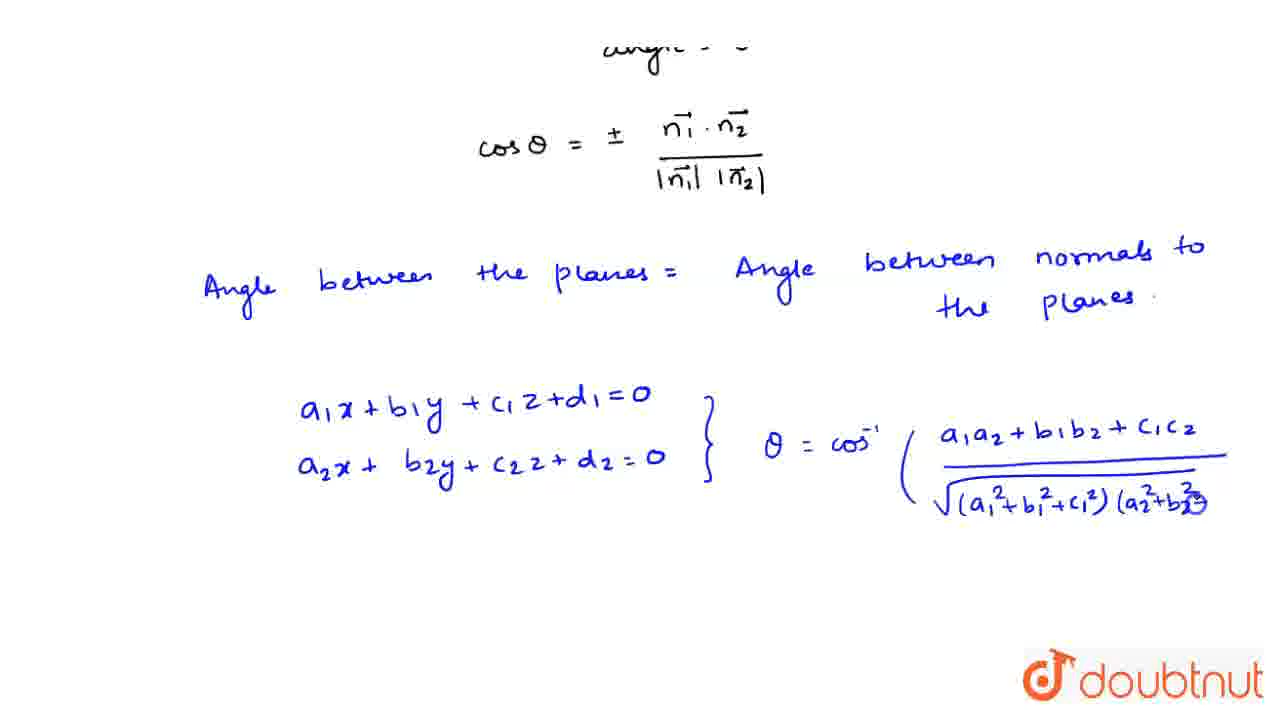 cos θ = ± n₁⃗ · n₂⃗ / |n₁⃗| |n₂⃗|
Angle between the planes = Angle between normals to
the planes.
a₁x + b₁y + c₁z + d₁ = 0
a₂x + b₂y + c₂z + d₂ = 0 } θ = cos⁻¹ ( a₁a₂ + b₁b₂ + c₁c₂ / √(a₁² + b₁² + c₁²) (a₂² + b₂²
doubtnut